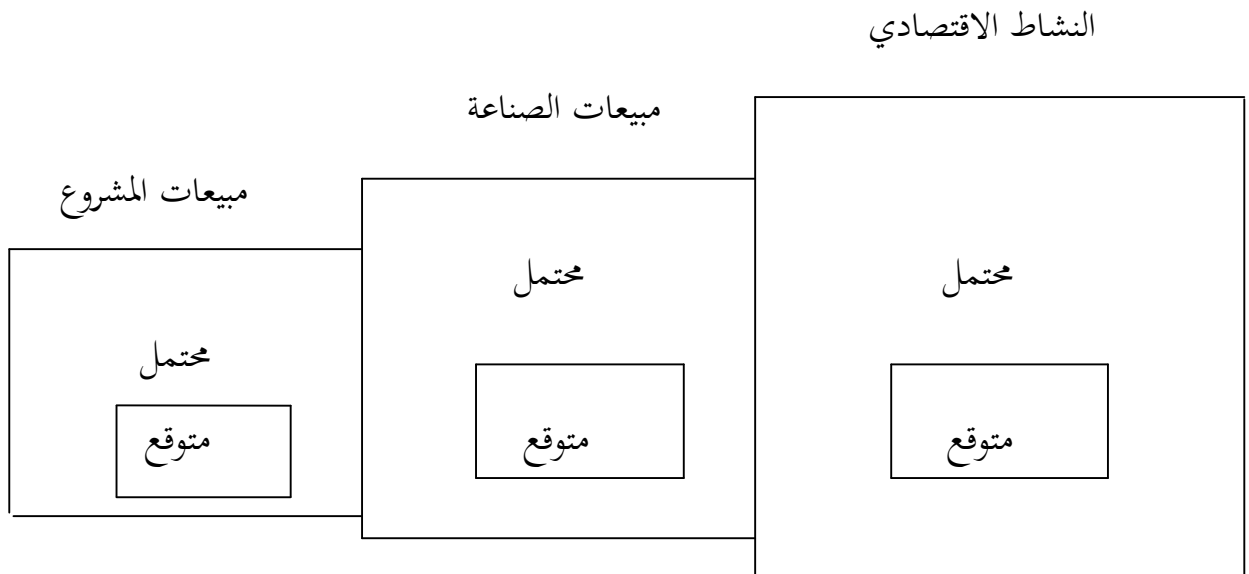 النشاط الاقتصادي
مبيعات الصناعة
مبيعات المشروع
محتمل
محتمل
محتمل
متوقع
متوقع
متوقع